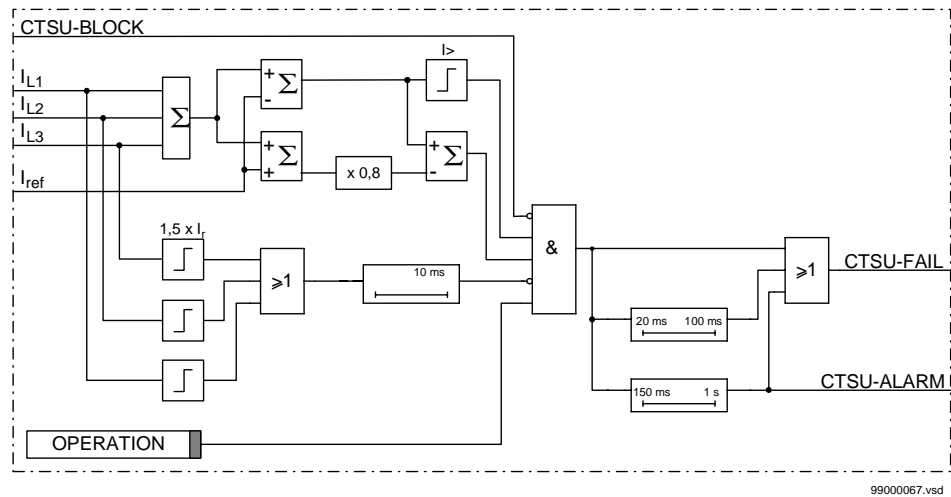 CTSU-BLOCK
I>
IL1
+
Σ
-
IL2
Σ
IL3
+
Σ
+
x 0,8
+
Σ
-
Iref
1,5 x Ir
&
⩾1
10 ms
⩾1
CTSU-FAIL
20 ms 100 ms
150 ms 1 s
CTSU-ALARM
OPERATION
99000067.vsd